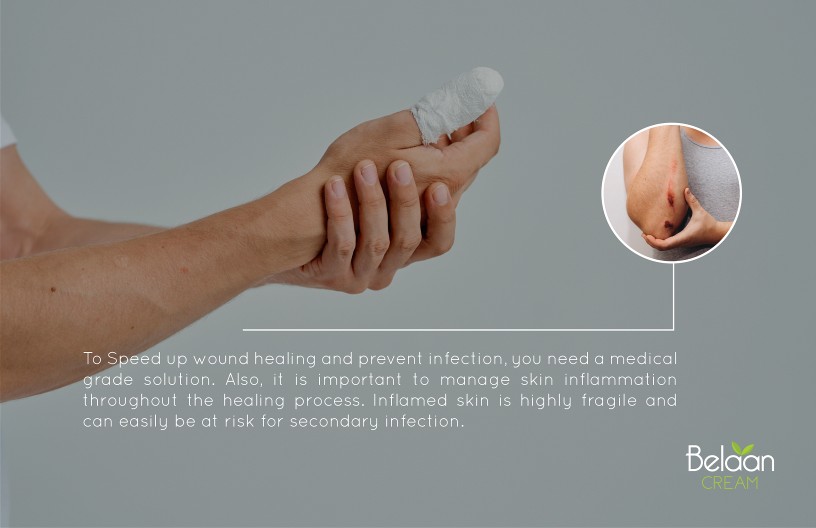 To Speed up wound healing and prevent infection, you need a medical
grade solution. Also, it is important to manage skin inflammation
throughout the healing process. Inflamed skin is highly fragile and
can easily be at risk for secondary infection.
Belaan
CREAM